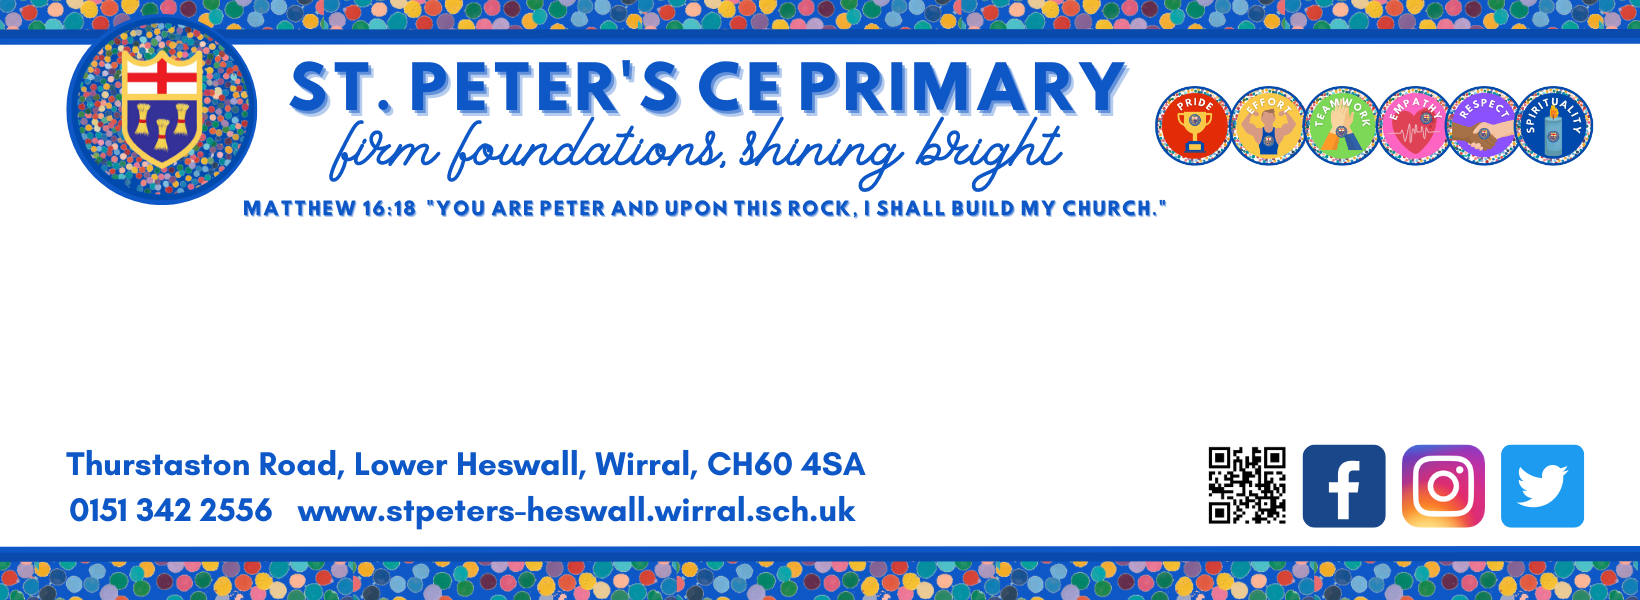 ST. PETER'S CE PRIMARY
firm foundations, shining bright
MATTHEW 16:18 "YOU ARE PETER AND UPON THIS ROCK, I SHALL BUILD MY CHURCH."
PRIDE
EFFORT
TEAMWORK
EMPATHY
RESPECT
SPIRITUALITY
Thurstaston Road, Lower Heswall, Wirral, CH60 4SA
0151 342 2556 www.stpeters-heswall.wirral.sch.uk